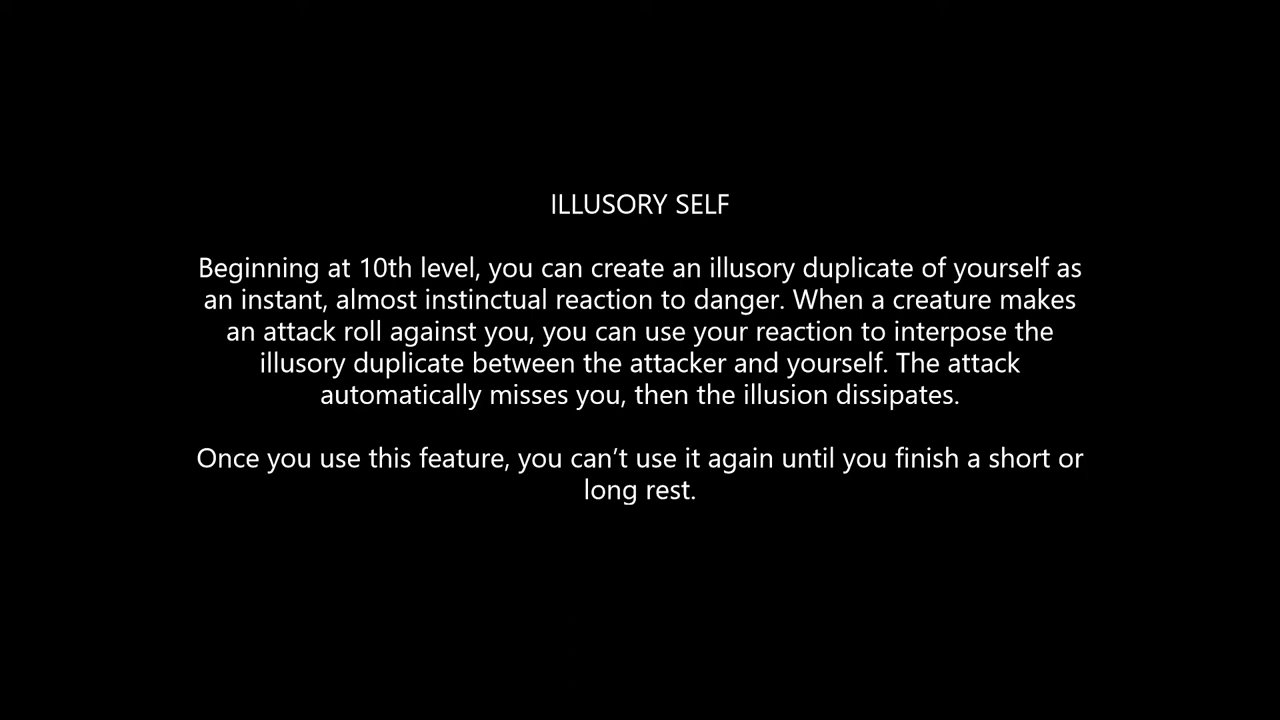 ILLUSORY SELF
Beginning at 10th level, you can create an illusory duplicate of yourself as
an instant, almost instinctual reaction to danger. When a creature makes
an attack roll against you, you can use your reaction to interpose the
illusory duplicate between the attacker and yourself. The attack
automatically misses you, then the illusion dissipates.
Once you use this feature, you can’t use it again until you finish a short or
long rest.